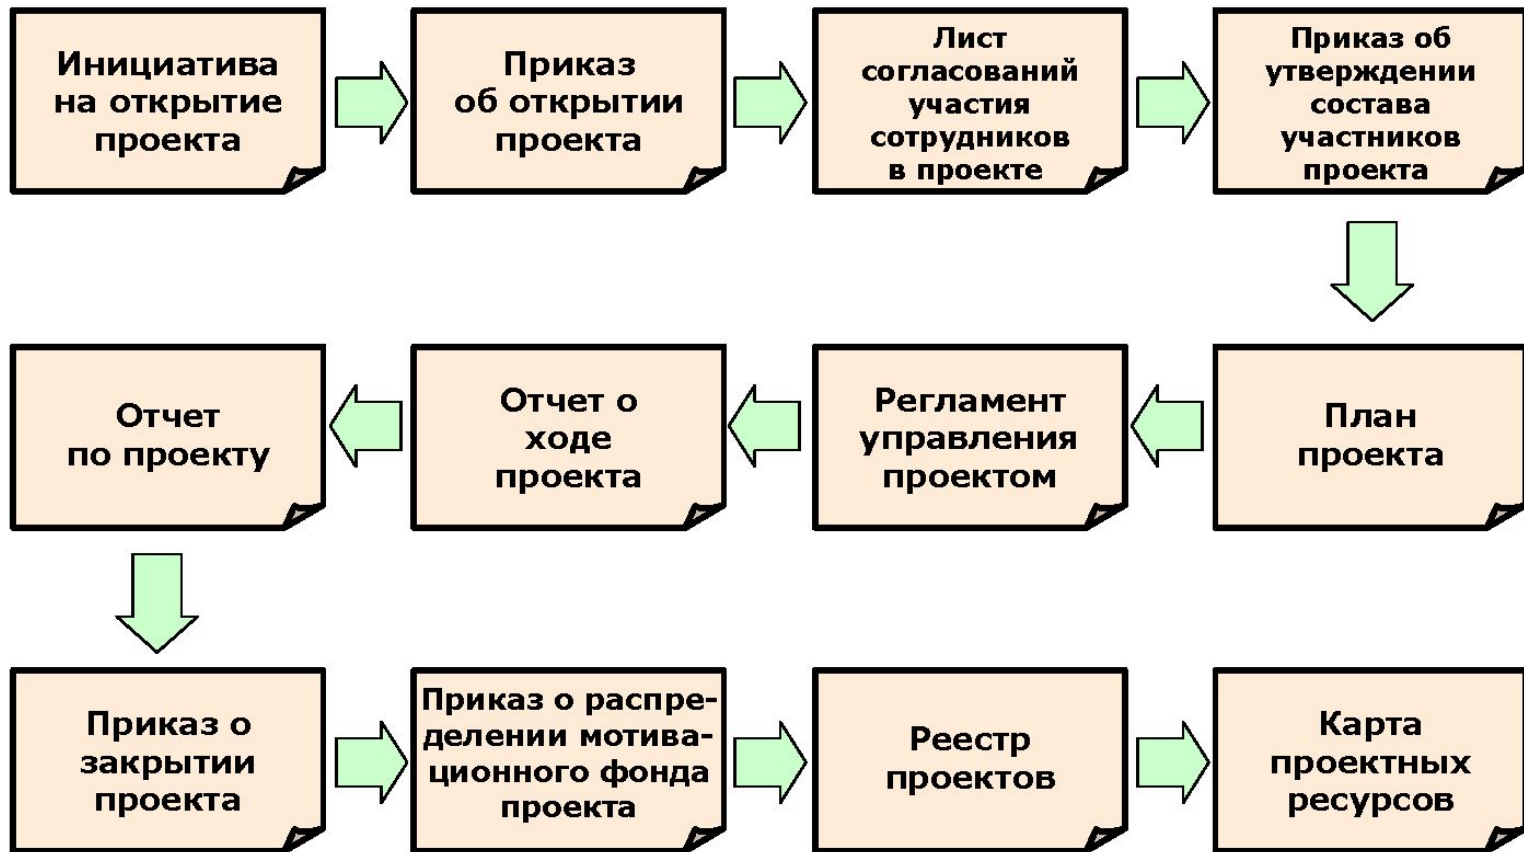 Инициатива
на открытие
проекта
Приказ
об открытии
проекта
Лист
согласований
участия
сотрудников
в проекте
Приказ об
утверждении
состава
участников
проекта
План
проекта
Регламент
управления
проектом
Отчет о
ходе
проекта
Отчет
по проекту
Приказ о
закрытии
проекта
Приказ о распре-
делении мотива-
ционного фонда
проекта
Реестр
проектов
Карта
проектных
ресурсов